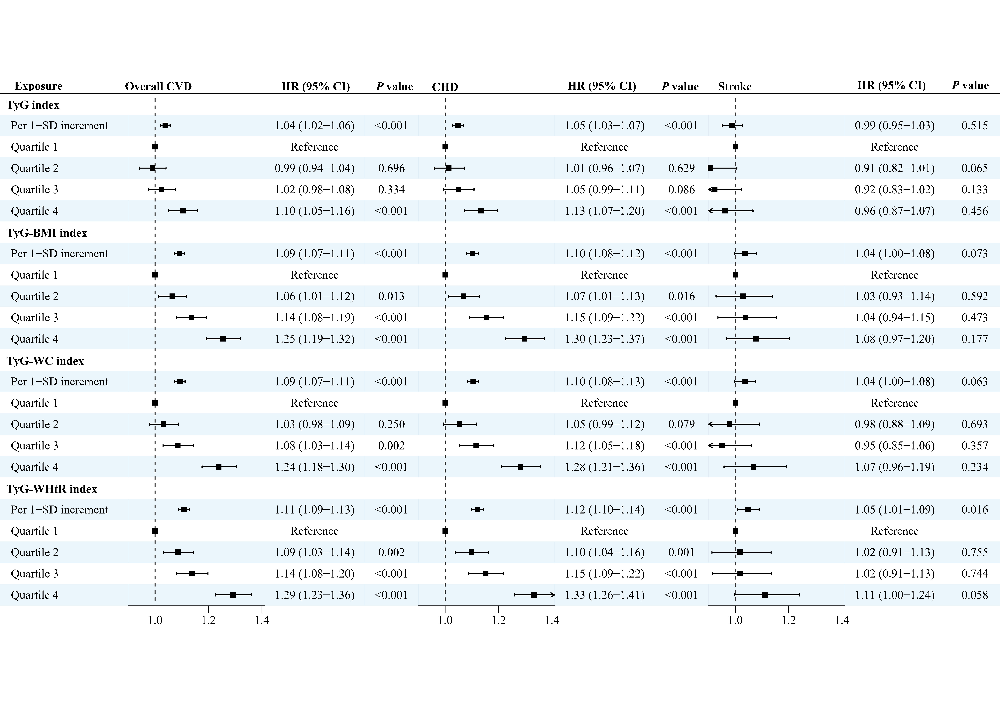 Exposure Overall CVD HR (95% CI) P value CHD HR (95% CI) P value Stroke HR (95% CI) P value
TyG index
Per 1−SD increment 1.04 (1.02−1.06) <0.001 1.05 (1.03−1.07) <0.001 0.99 (0.95−1.03) 0.515
Quartile 1 Reference Reference Reference
Quartile 2 0.99 (0.94−1.04) 0.696 1.01 (0.96−1.07) 0.629 0.91 (0.82−1.01) 0.065
Quartile 3 1.02 (0.98−1.08) 0.334 1.05 (0.99−1.11) 0.086 0.92 (0.83−1.02) 0.133
Quartile 4 1.10 (1.05−1.16) <0.001 1.13 (1.07−1.20) <0.001 0.96 (0.87−1.07) 0.456
TyG-BMI index
Per 1−SD increment 1.09 (1.07−1.11) <0.001 1.10 (1.08−1.12) <0.001 1.04 (1.00−1.08) 0.073
Quartile 1 Reference Reference Reference
Quartile 2 1.06 (1.01−1.12) 0.013 1.07 (1.01−1.13) 0.016 1.03 (0.93−1.14) 0.592
Quartile 3 1.14 (1.08−1.19) <0.001 1.15 (1.09−1.22) <0.001 1.04 (0.94−1.15) 0.473
Quartile 4 1.25 (1.19−1.32) <0.001 1.30 (1.23−1.37) <0.001 1.08 (0.97−1.20) 0.177
TyG-WC index
Per 1−SD increment 1.09 (1.07−1.11) <0.001 1.10 (1.08−1.13) <0.001 1.04 (1.00−1.08) 0.063
Quartile 1 Reference Reference Reference
Quartile 2 1.03 (0.98−1.09) 0.250 1.05 (0.99−1.12) 0.079 0.98 (0.88−1.09) 0.693
Quartile 3 1.08 (1.03−1.14) 0.002 1.12 (1.05−1.18) <0.001 0.95 (0.85−1.06) 0.357
Quartile 4 1.24 (1.18−1.30) <0.001 1.28 (1.21−1.36) <0.001 1.07 (0.96−1.19) 0.234
TyG-WHtR index
Per 1−SD increment 1.11 (1.09−1.13) <0.001 1.12 (1.10−1.14) <0.001 1.05 (1.01−1.09) 0.016
Quartile 1 Reference Reference Reference
Quartile 2 1.09 (1.03−1.14) 0.002 1.10 (1.04−1.16) 0.001 1.02 (0.91−1.13) 0.755
Quartile 3 1.14 (1.08−1.20) <0.001 1.15 (1.09−1.22) <0.001 1.02 (0.91−1.13) 0.744
Quartile 4 1.29 (1.23−1.36) <0.001 1.33 (1.26−1.41) <0.001 1.11 (1.00−1.24) 0.058
1.0 1.2 1.4 1.0 1.2 1.4 1.0 1.2 1.4